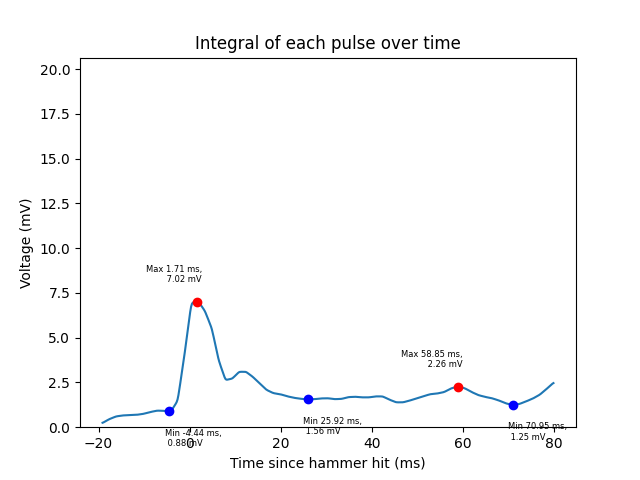 Integral of each pulse over time
Voltage (mV)
20.0
17.5
15.0
12.5
10.0
7.5
5.0
2.5
0.0
Max 1.71 ms,
7.02 mV
Max 58.85 ms,
2.26 mV
Min 25.92 ms,
1.56 mV
Min 70.95 ms,
1.25 mV
Min -4.44 ms,
0.88 mV
−20 0 20 40 60 80
Time since hammer hit (ms)